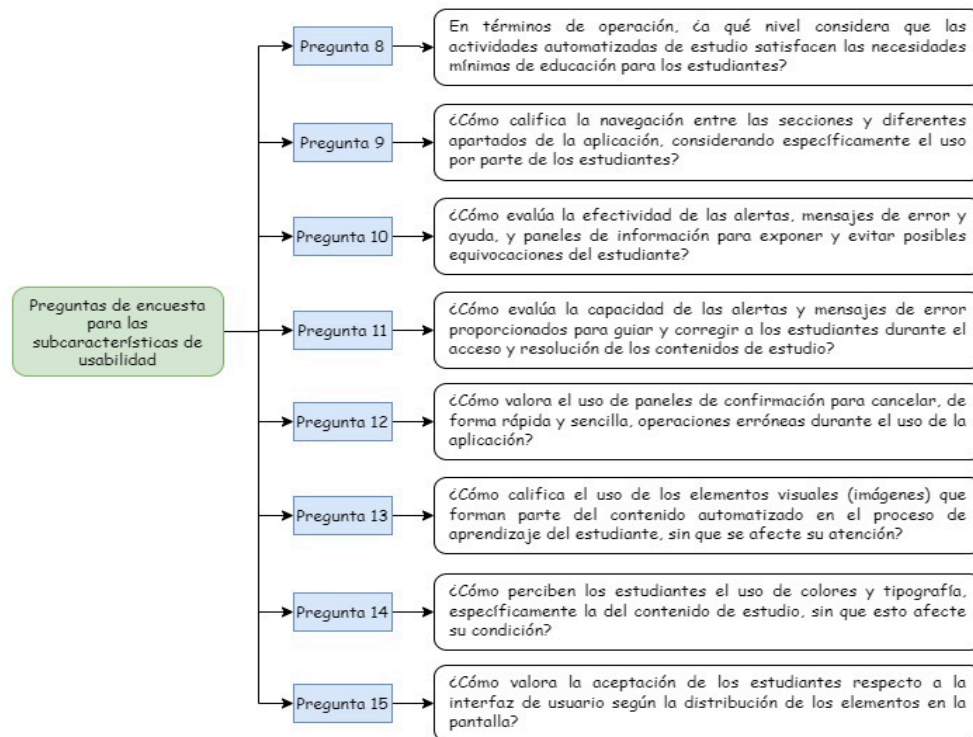 Preguntas de encuesta
para las
subcaracterísticas de
usabilidad
Pregunta 8
En términos de operación, ¿a qué nivel considera que las
actividades automatizadas de estudio satisfacen las necesidades
mínimas de educación para los estudiantes?
Pregunta 9
¿Cómo califica la navegación entre las secciones y diferentes
apartados de la aplicación, considerando específicamente el uso
por parte de los estudiantes?
Pregunta 10
¿Cómo evalúa la efectividad de las alertas, mensajes de error y
ayuda, y paneles de información para exponer y evitar posibles
equivocaciones del estudiante?
Pregunta 11
¿Cómo evalúa la capacidad de las alertas y mensajes de error
proporcionados para guiar y corregir a los estudiantes durante el
acceso y resolución de los contenidos de estudio?
Pregunta 12
¿Cómo valora el uso de paneles de confirmación para cancelar, de
forma rápida y sencilla, operaciones erróneas durante el uso de la
aplicación?
Pregunta 13
¿Cómo califica el uso de los elementos visuales (imágenes) que
forman parte del contenido automatizado en el proceso de
aprendizaje del estudiante, sin que se afecte su atención?
Pregunta 14
¿Cómo perciben los estudiantes el uso de colores y tipografía,
específicamente la del contenido de estudio, sin que esto afecte
su condición?
Pregunta 15
¿Cómo valora la aceptación de los estudiantes respecto a la
interfaz de usuario según la distribución de los elementos en la
pantalla?